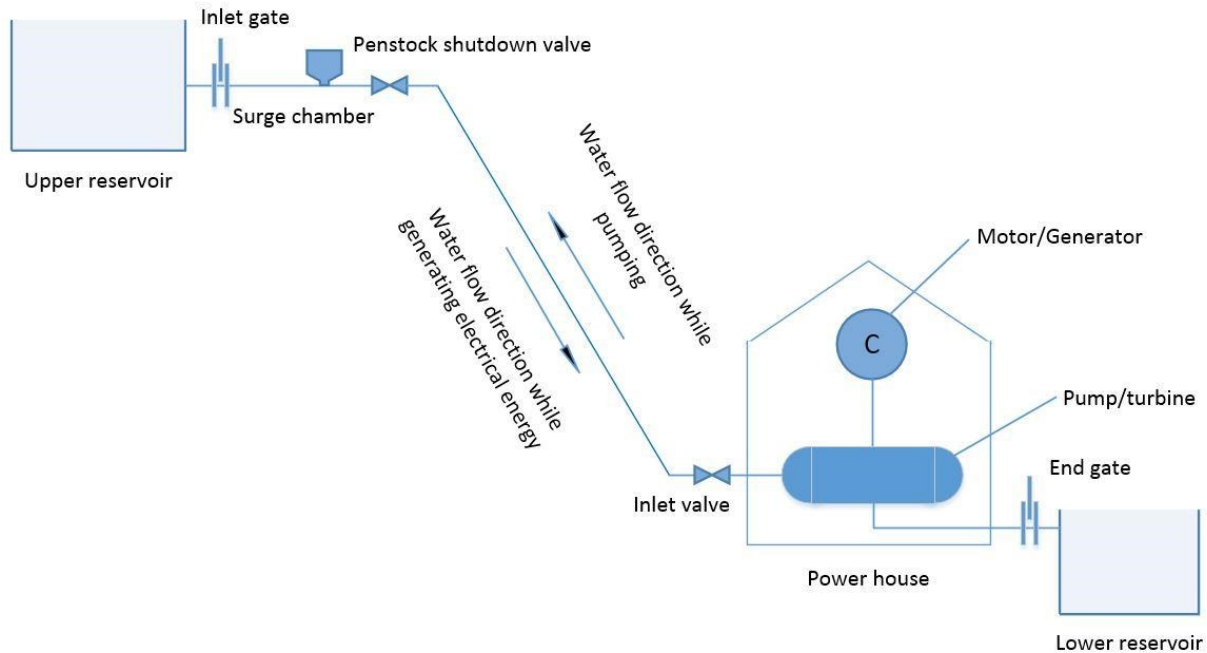 Inlet gate
Penstock shutdown valve
Surge chamber
Upper reservoir
Water flow direction while
pumping
Water flow direction while
generating electrical energy
Motor/Generator
C
Pump/turbine
End gate
Inlet valve
Power house
Lower reservoir